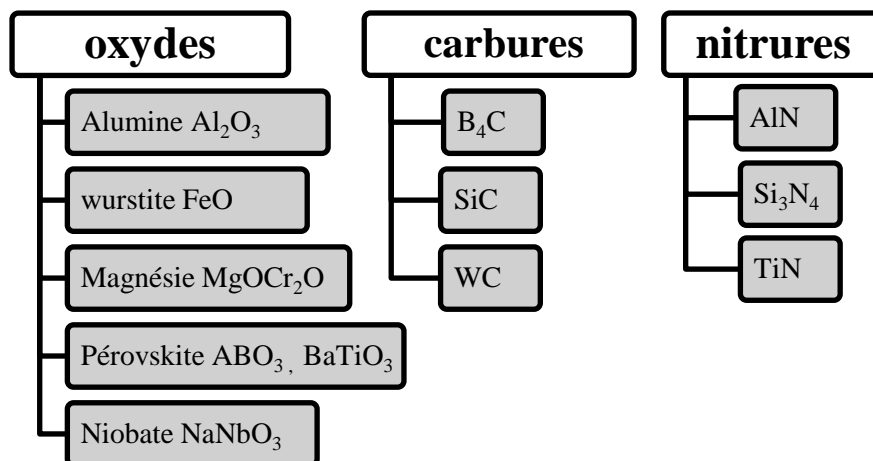 oxydes
Alumine Al₂O₃
wurstite FeO
Magnésie MgOCr₂O
Pérovskite ABO₃ , BaTiO₃
Niobate NaNbO₃
carbures
B₄C
SiC
WC
nitrures
AlN
Si₃N₄
TiN